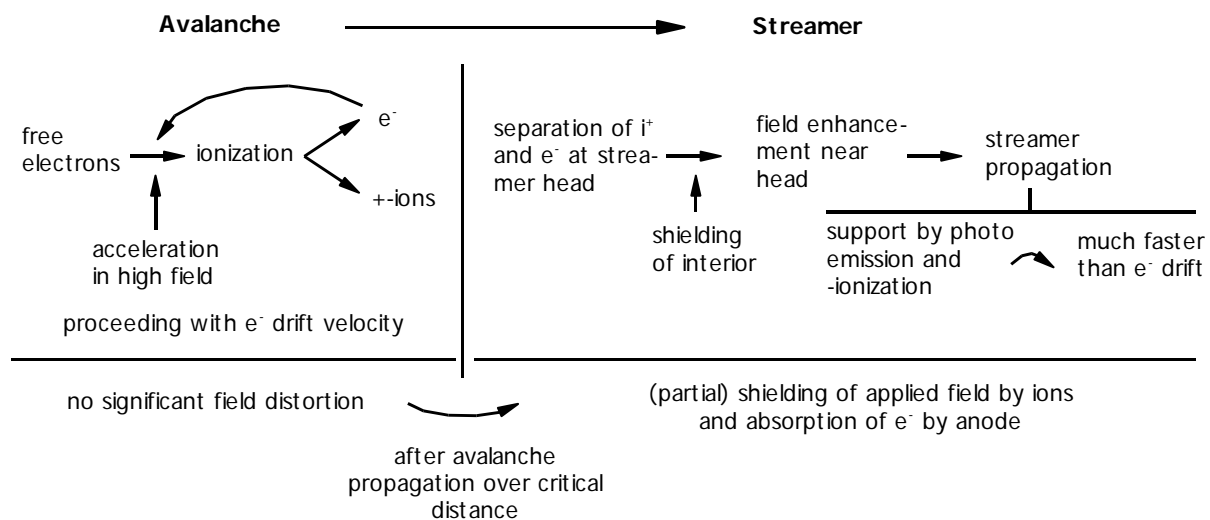 Avalanche
Streamer
free
electrons
ionization
e⁻
+-ions
acceleration
in high field
proceeding with e⁻ drift velocity
separation of i⁺
and e⁻ at strea-
mer head
field enhance-
ment near
head
streamer
propagation
shielding
of interior
support by photo
emission and
-ionization
much faster
than e⁻ drift
no significant field distortion
after avalanche
propagation over critical
distance
(partial) shielding of applied field by ions
and absorption of e⁻ by anode